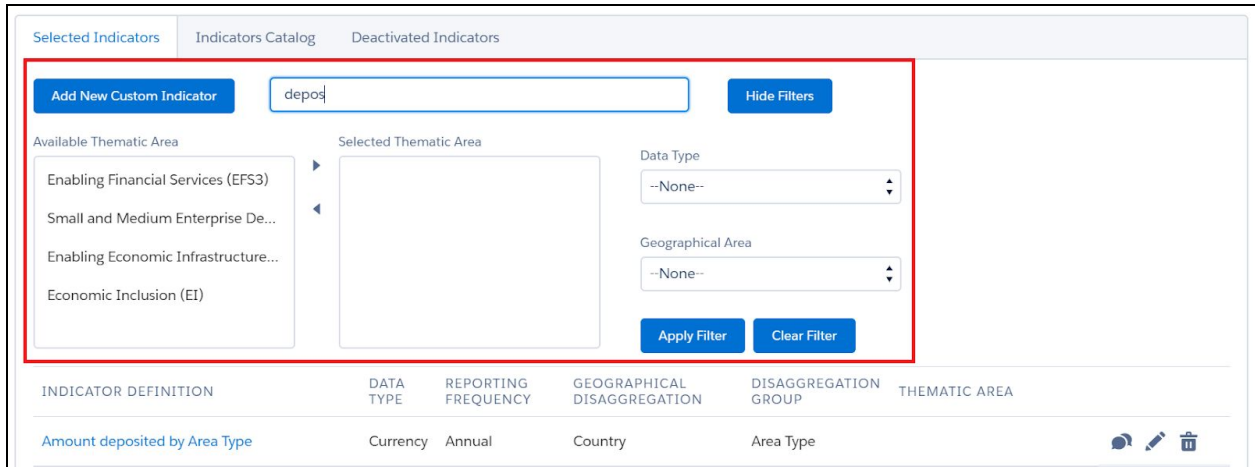 Selected Indicators Indicators Catalog Deactivated Indicators
Add New Custom Indicator depos Hide Filters
Available Thematic Area Selected Thematic Area
Data Type
Enabling Financial Services (EFS3)
--None--
Small and Medium Enterprise De...
Geographical Area
Enabling Economic Infrastructure...
--None--
Economic Inclusion (EI)
Apply Filter Clear Filter
INDICATOR DEFINITION DATA TYPE REPORTING FREQUENCY GEOGRAPHICAL DISAGGREGATION DISAGGREGATION GROUP THEMATIC AREA
Amount deposited by Area Type Currency Annual Country Area Type